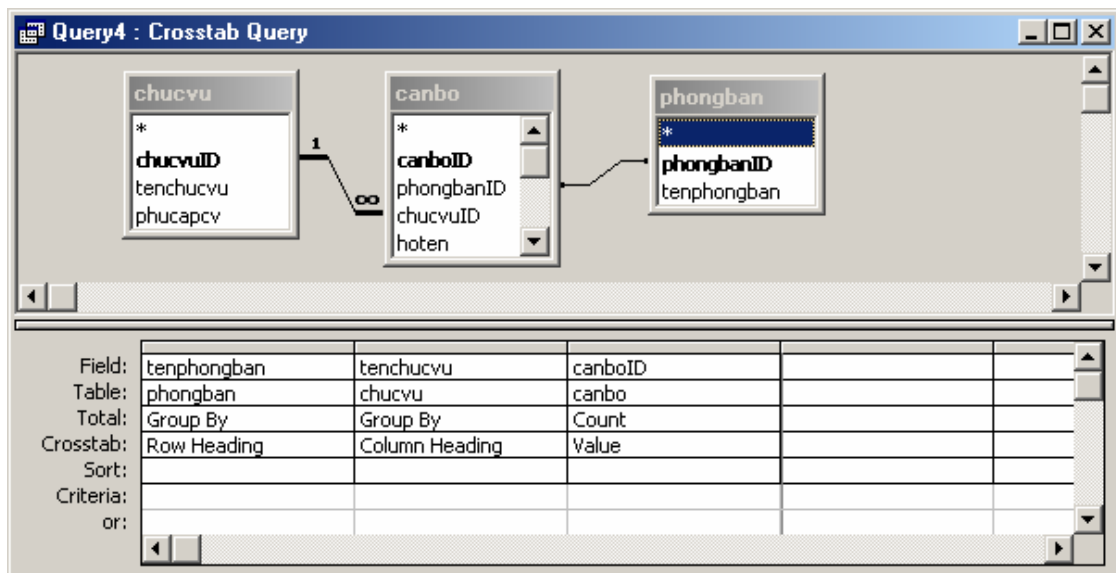 Query4 : Crosstab Query
chucvu
*
chucvuID
tenchucvu
phucapcv
1
∞
canbo
*
canboID
phongbanID
chucvuID
hoten
phongban
*
phongbanID
tenphongban
Field: tenphongban tenchucvu canboID
Table: phongban chucvu canbo
Total: Group By Group By Count
Crosstab: Row Heading Column Heading Value
Sort:
Criteria:
or: